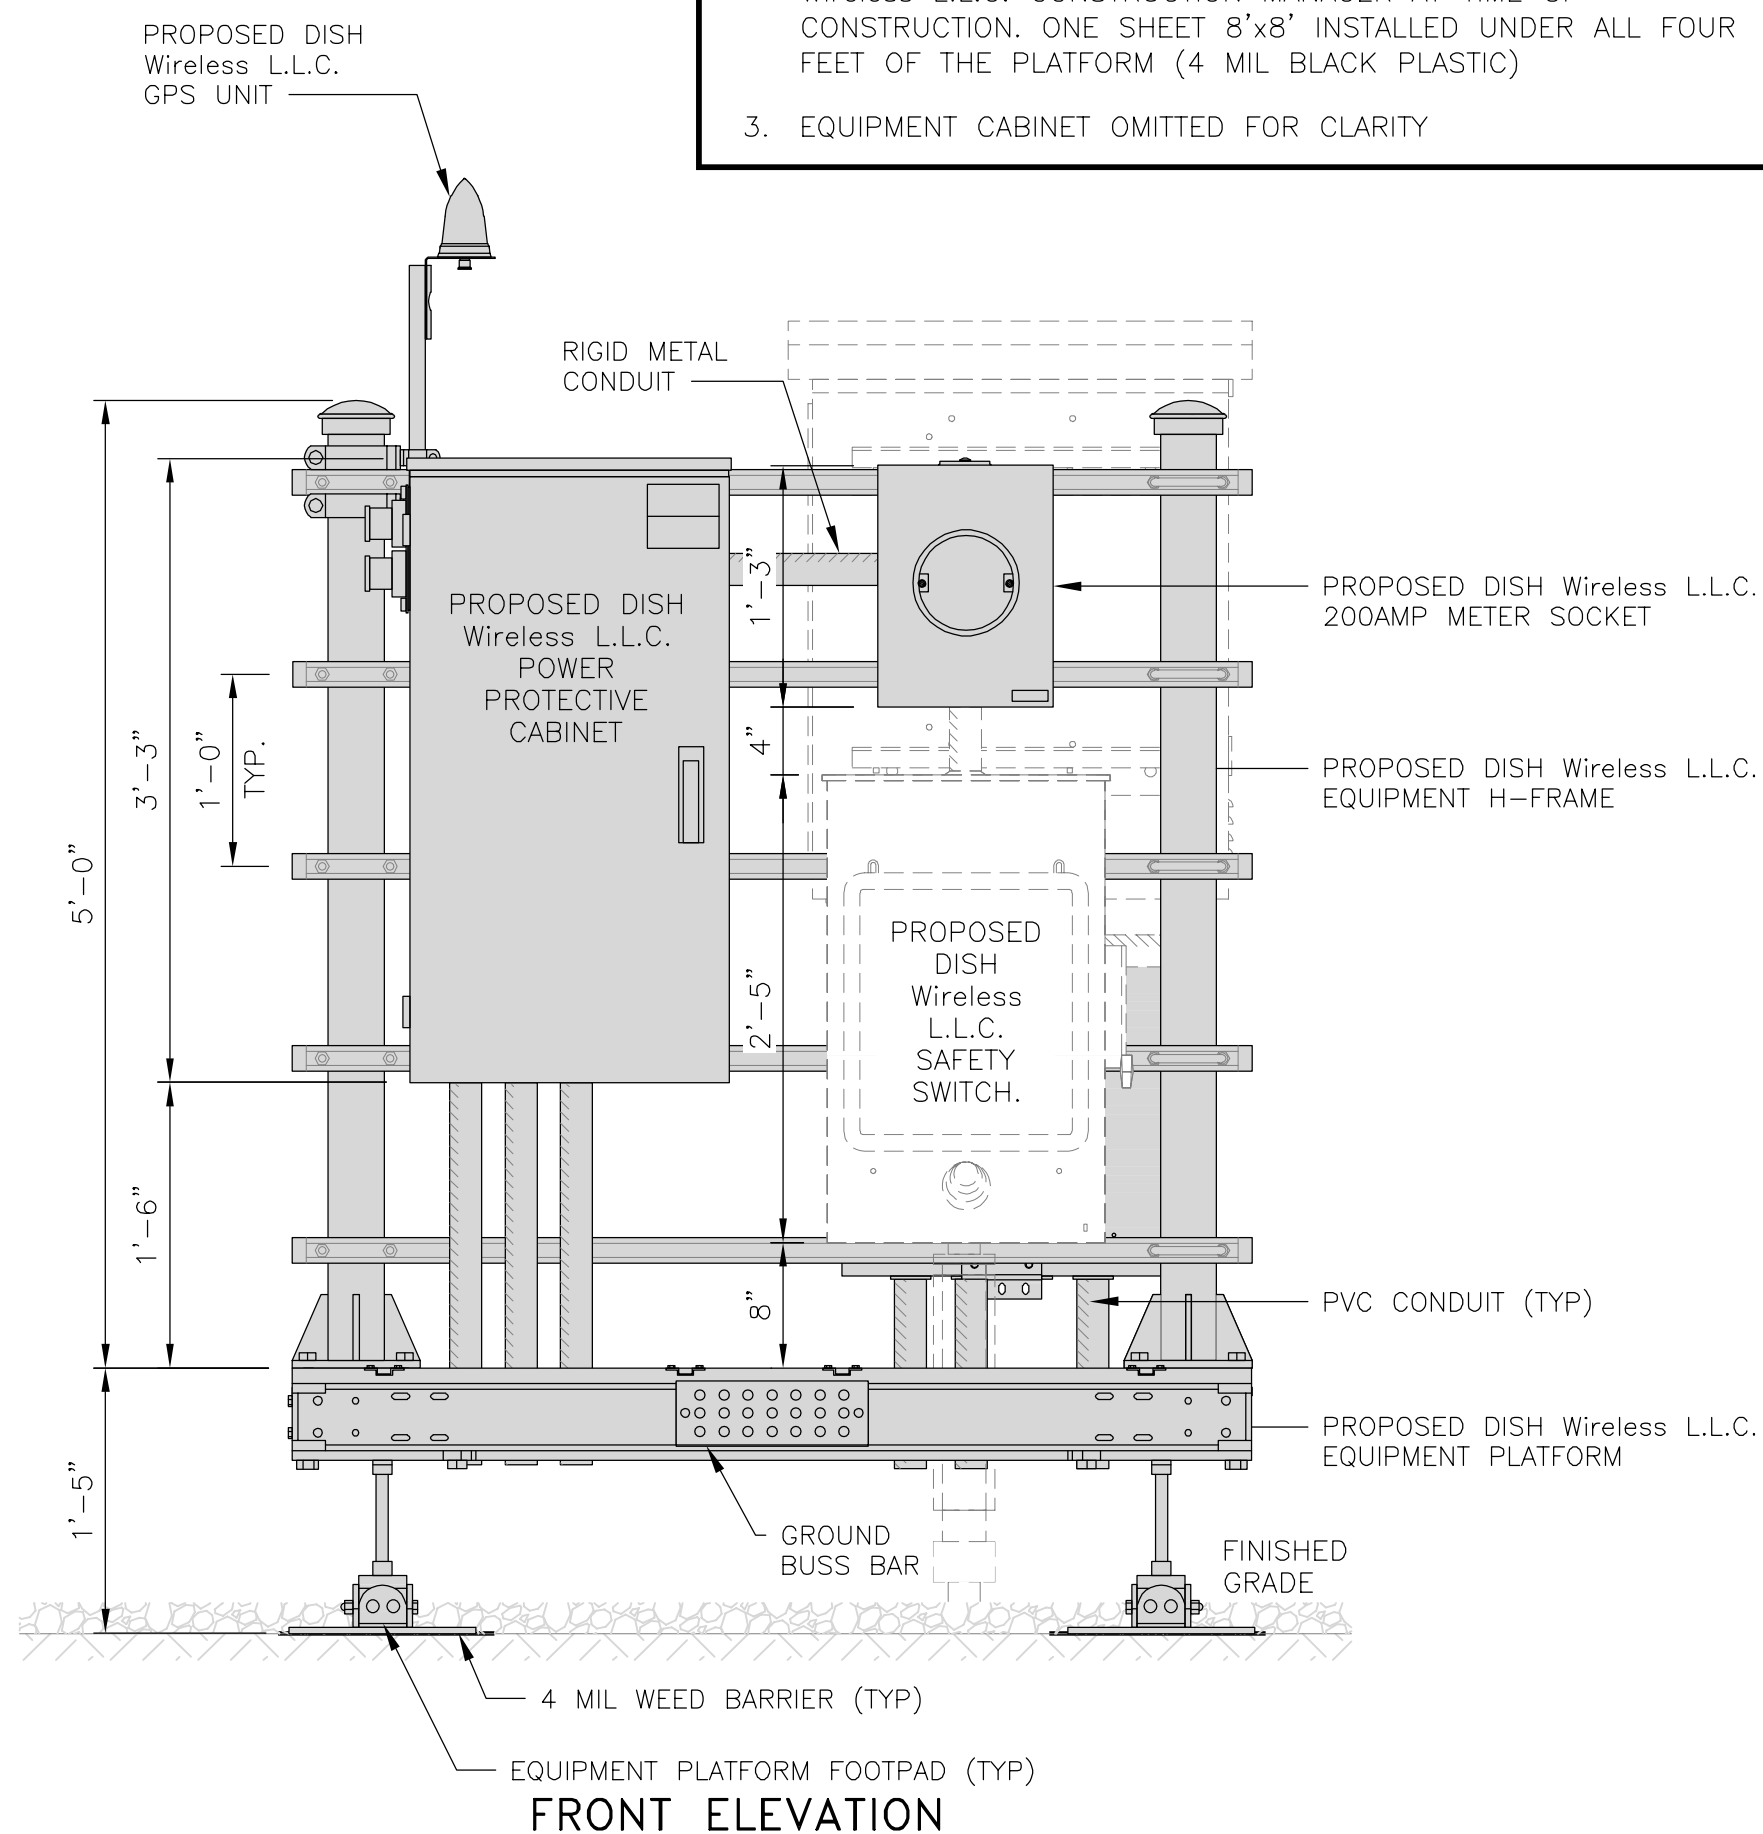 CONSTRUCTION. ONE SHEET 8'x8' INSTALLED UNDER ALL FOUR
FEET OF THE PLATFORM (4 MIL BLACK PLASTIC)
3. EQUIPMENT CABINET OMITTED FOR CLARITY
PROPOSED DISH
Wireless L.L.C.
GPS UNIT
RIGID METAL
CONDUIT
PROPOSED DISH
Wireless L.L.C.
POWER
PROTECTIVE
CABINET
PROPOSED DISH Wireless L.L.C.
200AMP METER SOCKET
PROPOSED DISH Wireless L.L.C.
EQUIPMENT H-FRAME
PROPOSED
DISH
Wireless
L.L.C.
SAFETY
SWITCH.
5'-0"
3'-3"
1'-0"
TYP.
1'-3"
4"
2'-5"
1'-6"
8"
1'-5"
PVC CONDUIT (TYP)
PROPOSED DISH Wireless L.L.C.
EQUIPMENT PLATFORM
GROUND
BUSS BAR
FINISHED
GRADE
4 MIL WEED BARRIER (TYP)
EQUIPMENT PLATFORM FOOTPAD (TYP)
FRONT ELEVATION